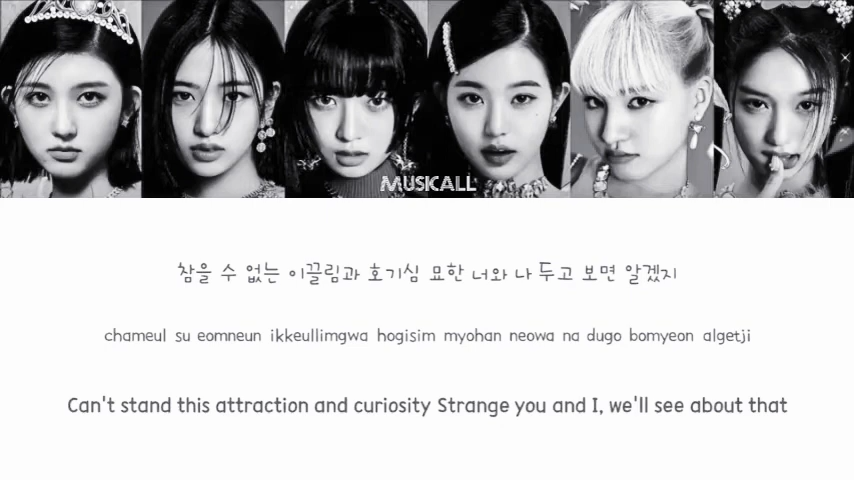 MUSICALL
참을 수 없는 이끌림과 호기심 묘한 너와 나 두고 보면 알겠지
chameul su eomneun ikkeullimgwa hogisim myohan neowa na dugo bomyeon algetji
Can't stand this attraction and curiosity Strange you and I, we'll see about that